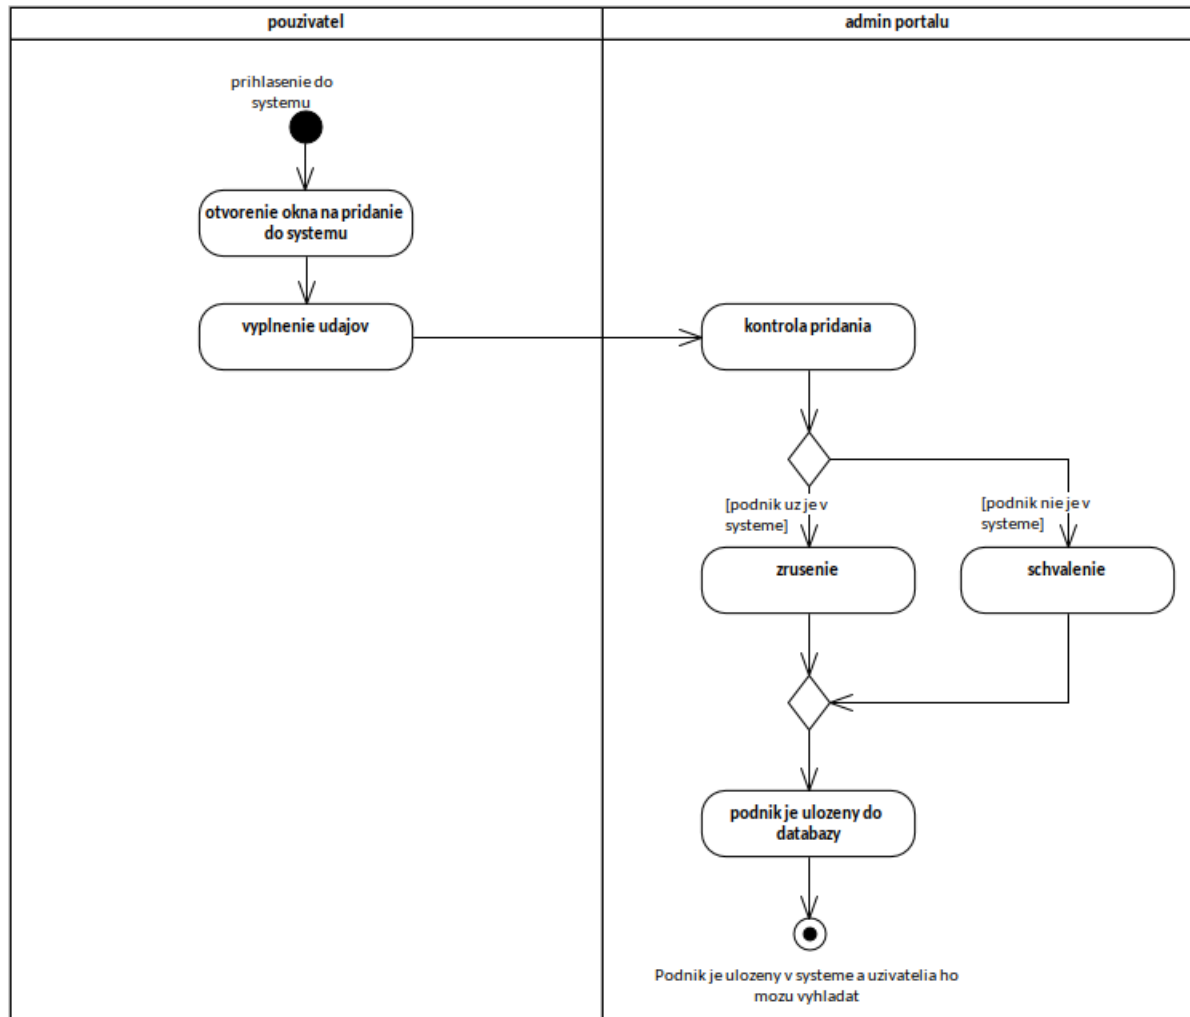 pouzivatel
admin portalu
prihlasenie do
systemu
otvorenie okna na pridanie
do systemu
vyplnenie udajov
kontrola pridania
[podnik uz je v
systeme]
[podnik nie je v
systeme]
zrusenie
schvalenie
podnik je ulozeny do
databazy
Podnik je ulozeny v systeme a uzivatelia ho
mozu vyhladat